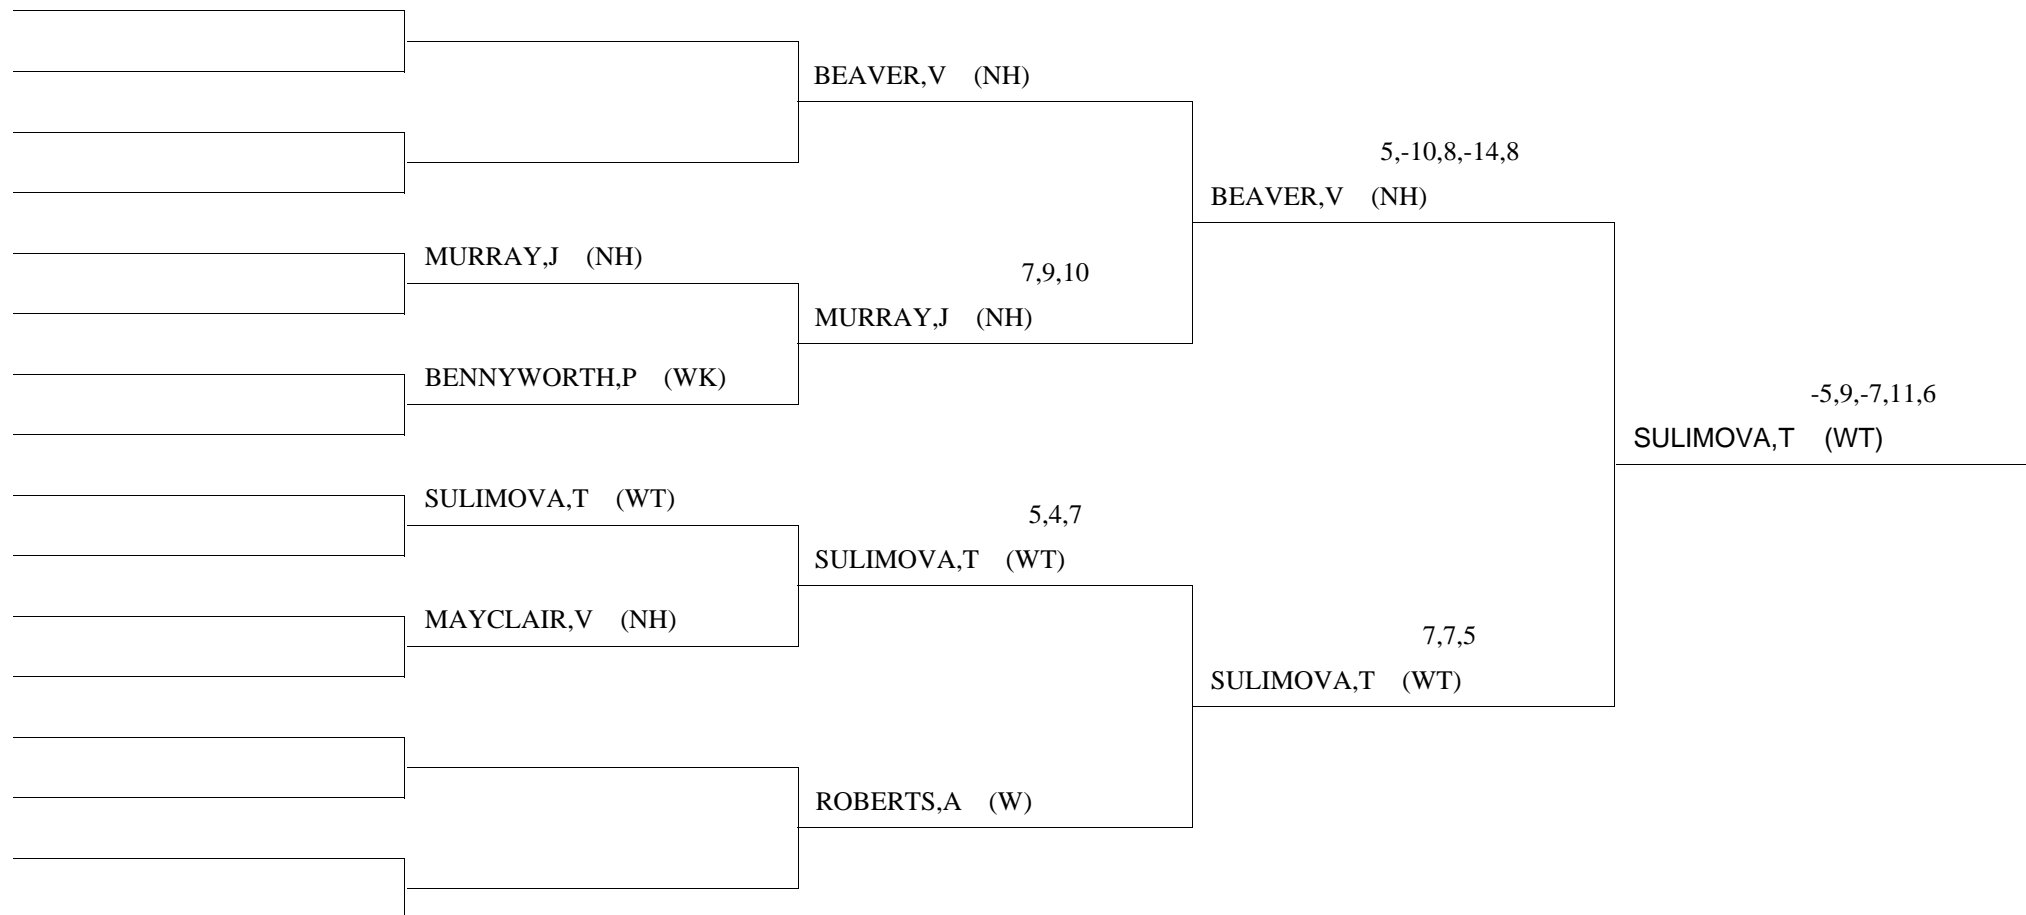 BEAVER,V (NH)
5,-10,8,-14,8
BEAVER,V (NH)
MURRAY,J (NH)
7,9,10
MURRAY,J (NH)
BENNYWORTH,P (WK)
-5,9,-7,11,6
SULIMOVA,T (WT)
SULIMOVA,T (WT)
5,4,7
SULIMOVA,T (WT)
MAYCLAIR,V (NH)
7,7,5
SULIMOVA,T (WT)
ROBERTS,A (W)